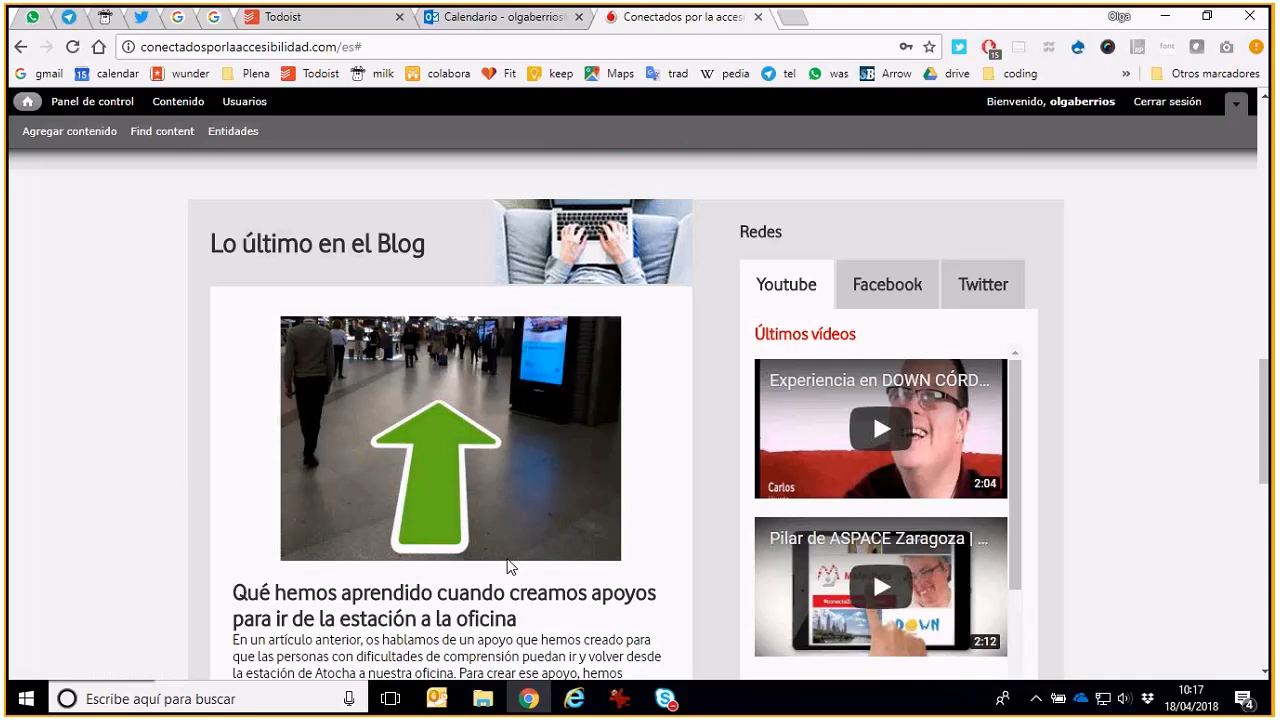 Todoist
Calendario - olgaberriost
Conectados por la acces
Olga
conectadosporlaaccesibilidad.com/es#
15
gmail
calendar
wunder
Plena
Todoist
milk
colabora
Fit
keep
Maps
trad
pedia
tel
was
Arrow
drive
coding
»
Otros marcadores
Panel de control
Contenido
Usuarios
Bienvenido, olgaberrios
Cerrar sesión
Agregar contenido
Find content
Entidades
Lo último en el Blog
Qué hemos aprendido cuando creamos apoyos
para ir de la estación a la oficina
En un artículo anterior, os hablamos de un apoyo que hemos creado para
que las personas con dificultades de comprensión puedan ir y volver desde
la estación de Atocha a nuestra oficina. Para crear ese apoyo, hemos
Redes
Youtube
Facebook
Twitter
Últimos vídeos
Experiencia en DOWN CÓRD...
Carlos
2:04
Pilar de ASPACE Zaragoza | ...
DOWN
2:12
Escribe aquí para buscar
10:17
18/04/2018
4